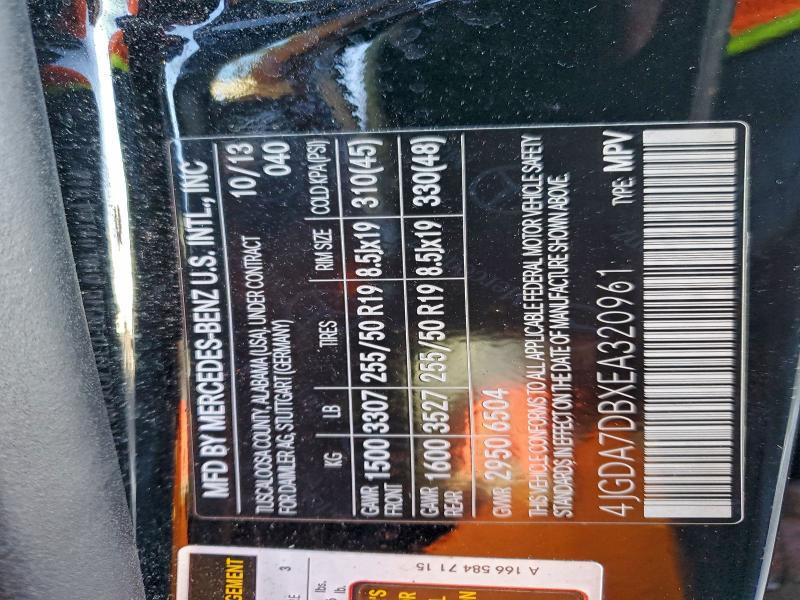 MFD BY MERCEDES-BENZ U.S. INTL., INC
TUSCALOOSA COUNTY, ALABAMA (USA), UNDER CONTRACT 10/13
FOR DAIMLER AG, STUTTGART (GERMANY) 040
KG LB TIRES RIM SIZE COLD KPA (PSI)
GAWR FRONT 1500 3307 255/50 R19 8.5Jx19 310(45)
GAWR REAR 1600 3527 255/50 R19 8.5Jx19 330(48)
GVWR 2950 6504
THIS VEHICLE CONFORMS TO ALL APPLICABLE FEDERAL MOTOR VEHICLE SAFETY
STANDARDS, IN EFFECT ON THE DATE OF MANUFACTURE SHOWN ABOVE.
4JGDA7DBXEA320961 TYPE: MPV
3
lbs.
lb.
A 166 584 71 15